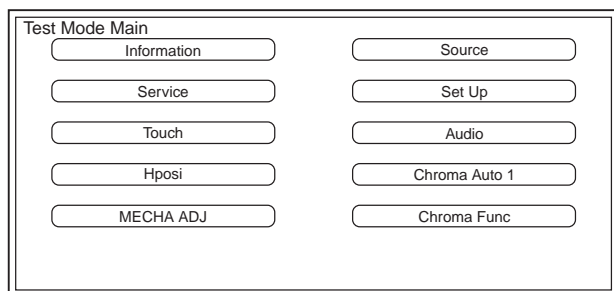 Test Mode Main
Information
Source
Service
Set Up
Touch
Audio
Hposi
Chroma Auto 1
MECHA ADJ
Chroma Func